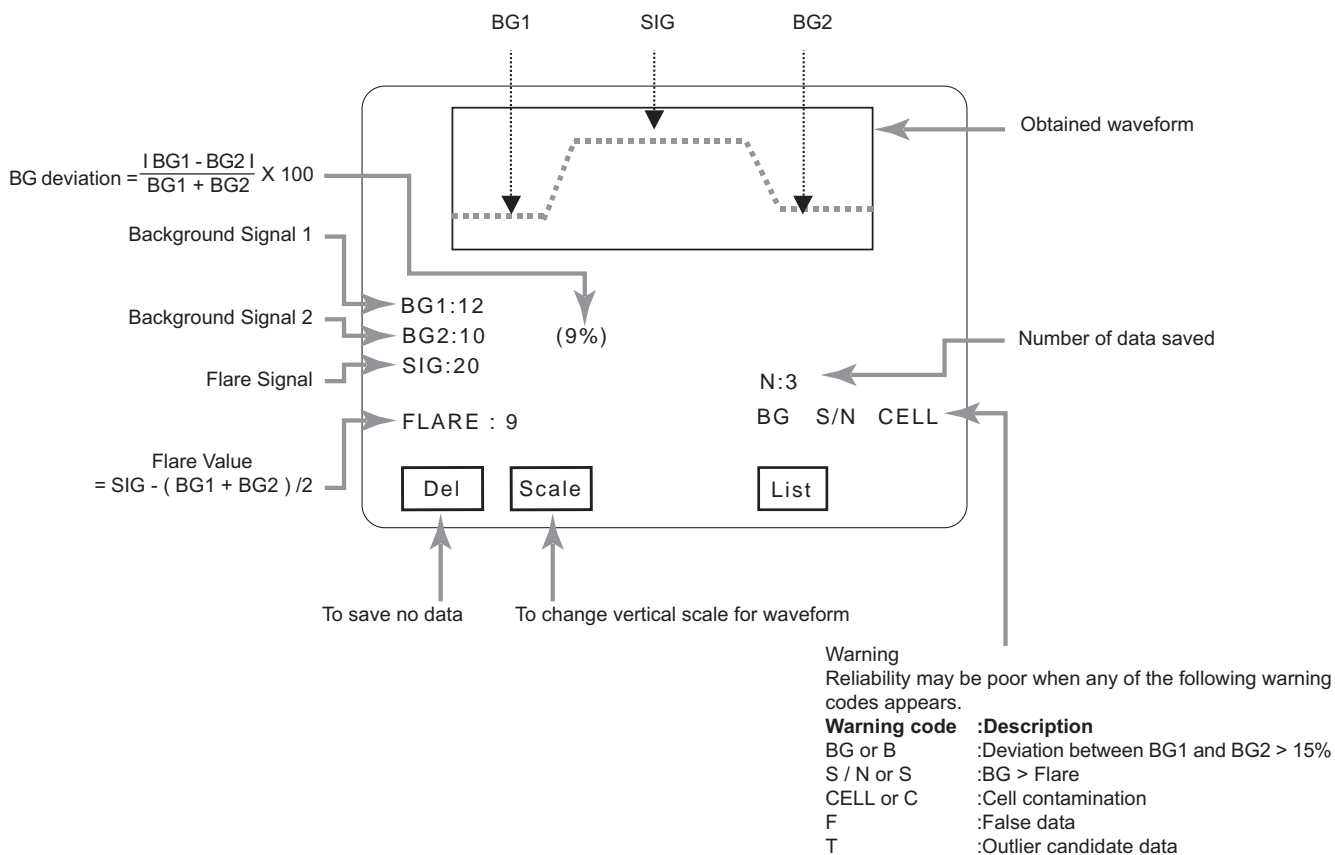 BG1 SIG BG2
Obtained waveform
BG deviation = I BG1 - BG2 I
BG1 + BG2
X 100
Background Signal 1
BG1:12
Background Signal 2
BG2:10 (9%)
Number of data saved
SIG:20
Flare Signal
N:3
FLARE : 9
BG S/N CELL
Flare Value
= SIG - ( BG1 + BG2 ) /2
Del Scale List
To save no data To change vertical scale for waveform
Warning
Reliability may be poor when any of the following warning
codes appears.
Warning code :Description
BG or B :Deviation between BG1 and BG2 > 15%
S / N or S :BG > Flare
CELL or C :Cell contamination
F :False data
T :Outlier candidate data